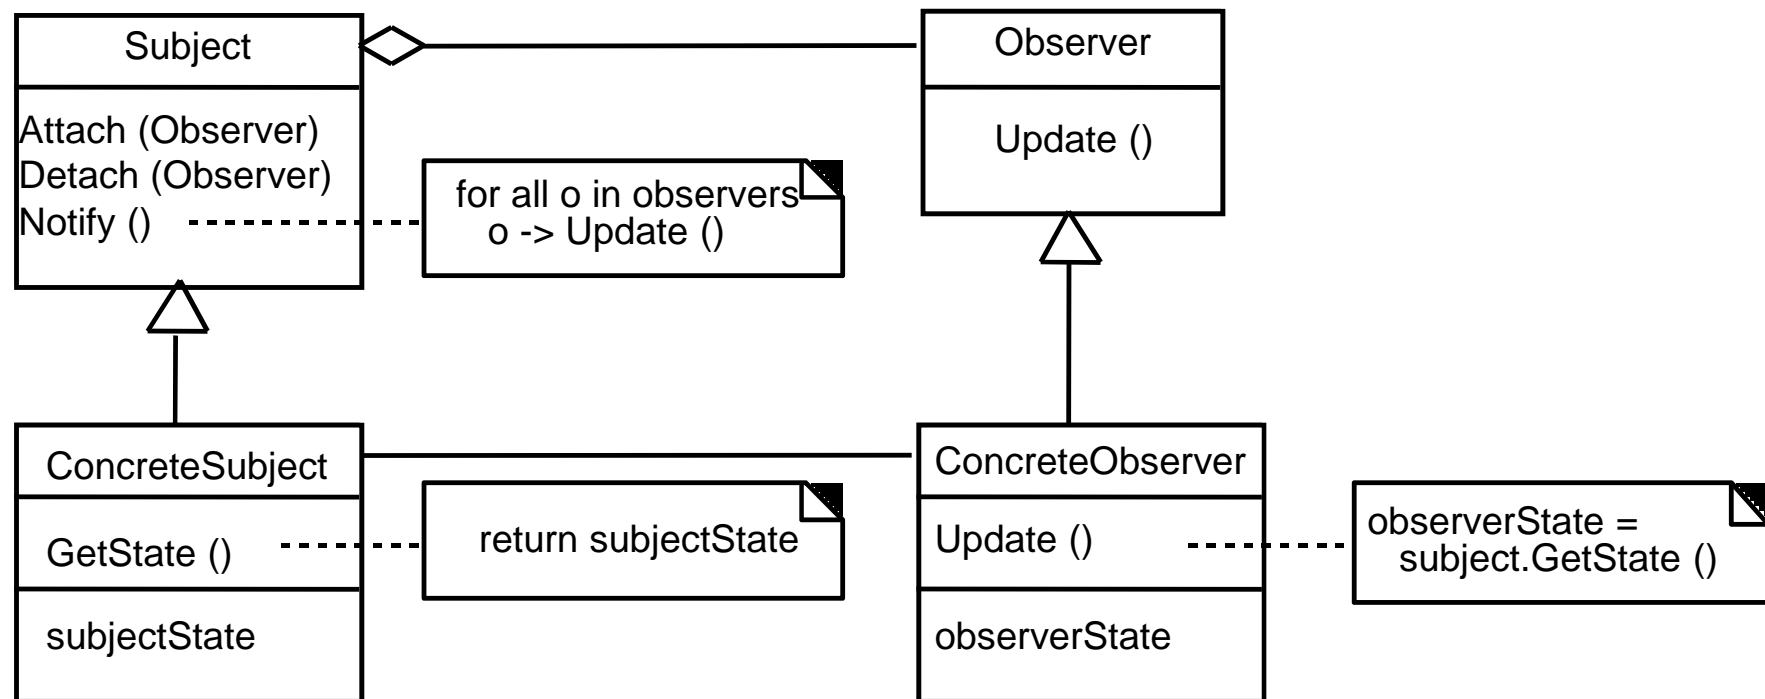 Subject
Observer
Attach (Observer)
Detach (Observer)
Notify ()
for all o in observers
o -> Update ()
Update ()
ConcreteSubject
GetState ()
subjectState
return subjectState
ConcreteObserver
Update ()
observerState
observerState =
subject.GetState ()